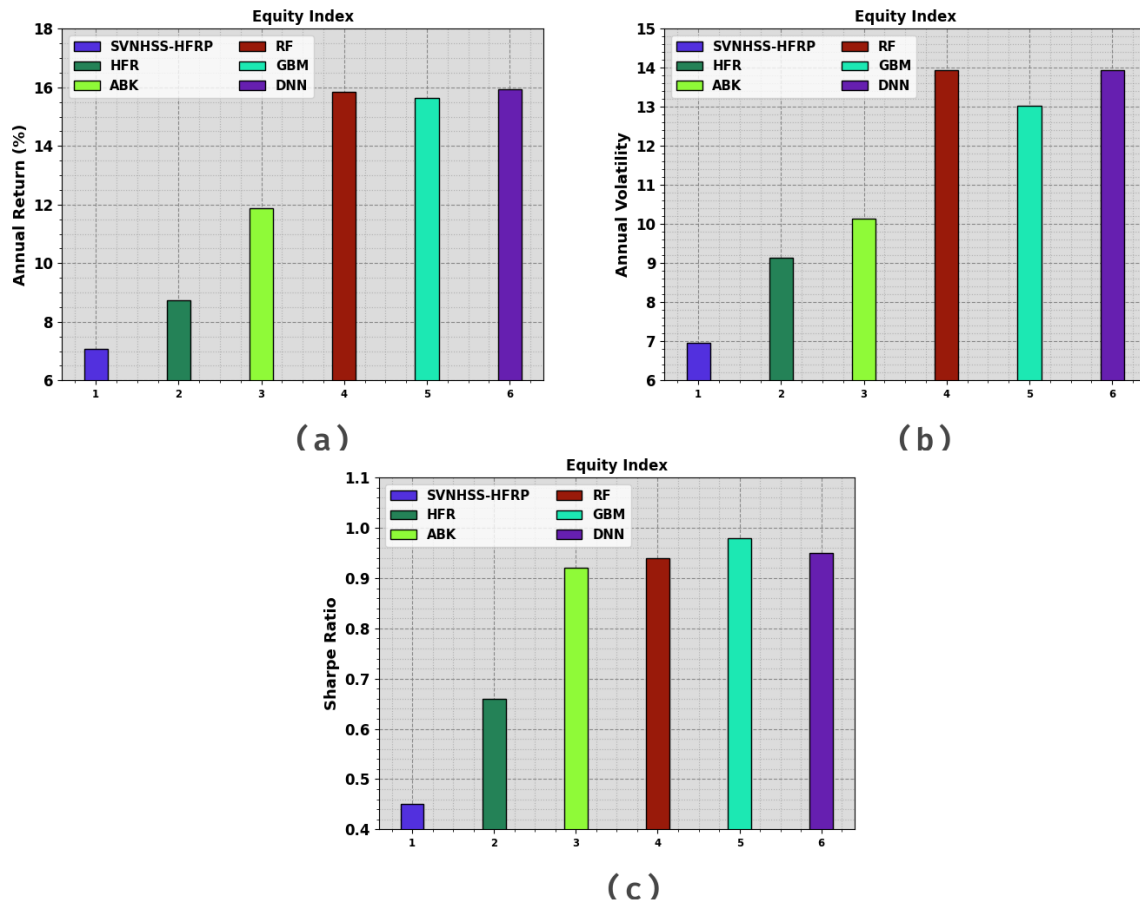 Equity Index
Annual Return (%)
18
16
14
12
10
8
6
SVNHSS-HFRP
HFR
ABK
RF
GBM
DNN
1 2 3 4 5 6
(a)
Equity Index
Annual Volatility
15
14
13
12
11
10
9
8
7
6
SVNHSS-HFRP
HFR
ABK
RF
GBM
DNN
1 2 3 4 5 6
(b)
Equity Index
Sharpe Ratio
1.1
1.0
0.9
0.8
0.7
0.6
0.5
0.4
SVNHSS-HFRP
HFR
ABK
RF
GBM
DNN
1 2 3 4 5 6
(c)